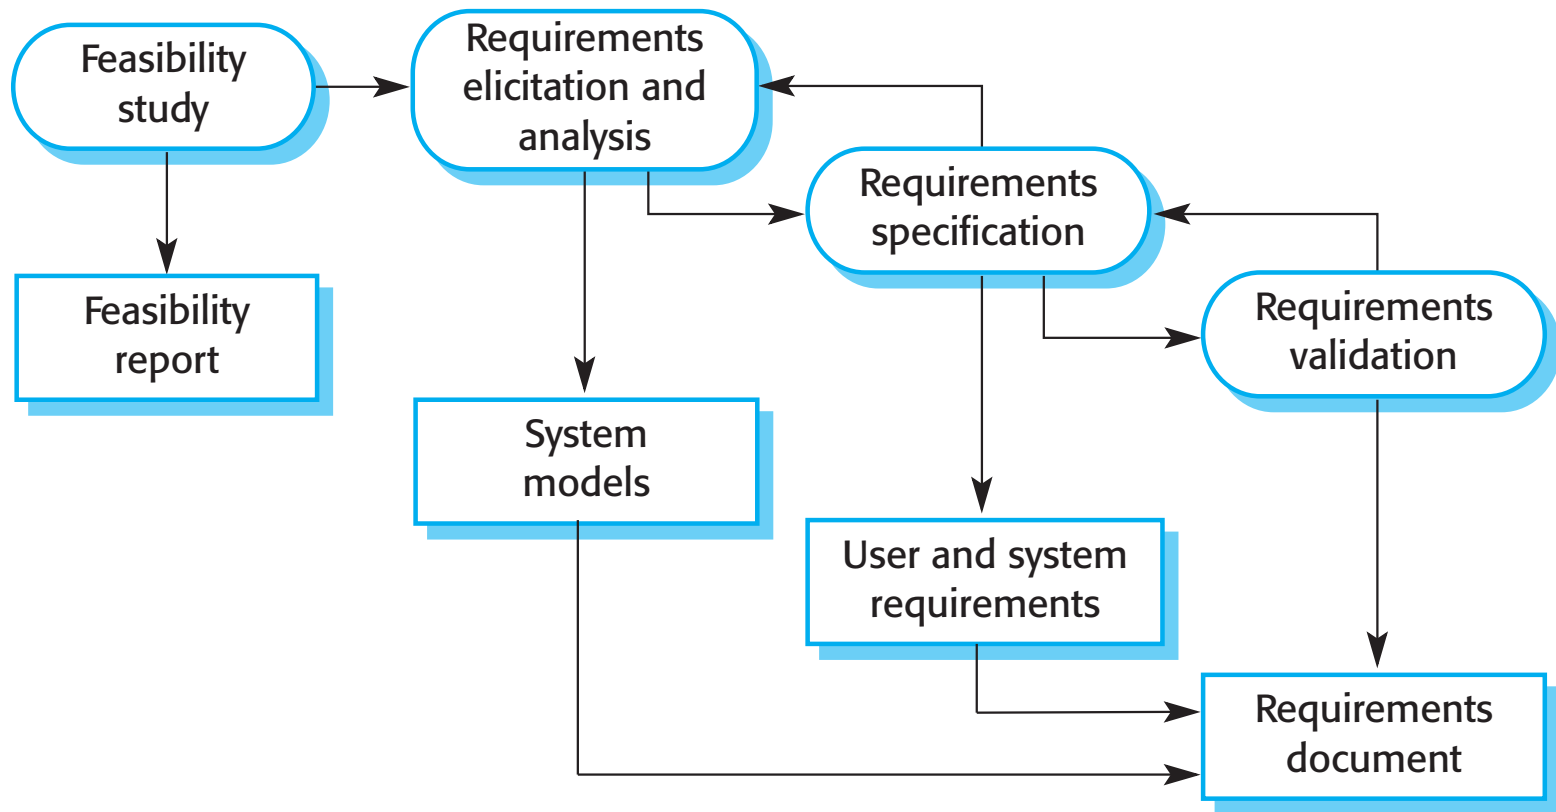 Feasibility
study
Requirements
elicitation and
analysis
Requirements
specification
Requirements
validation
Feasibility
report
System
models
User and system
requirements
Requirements
document